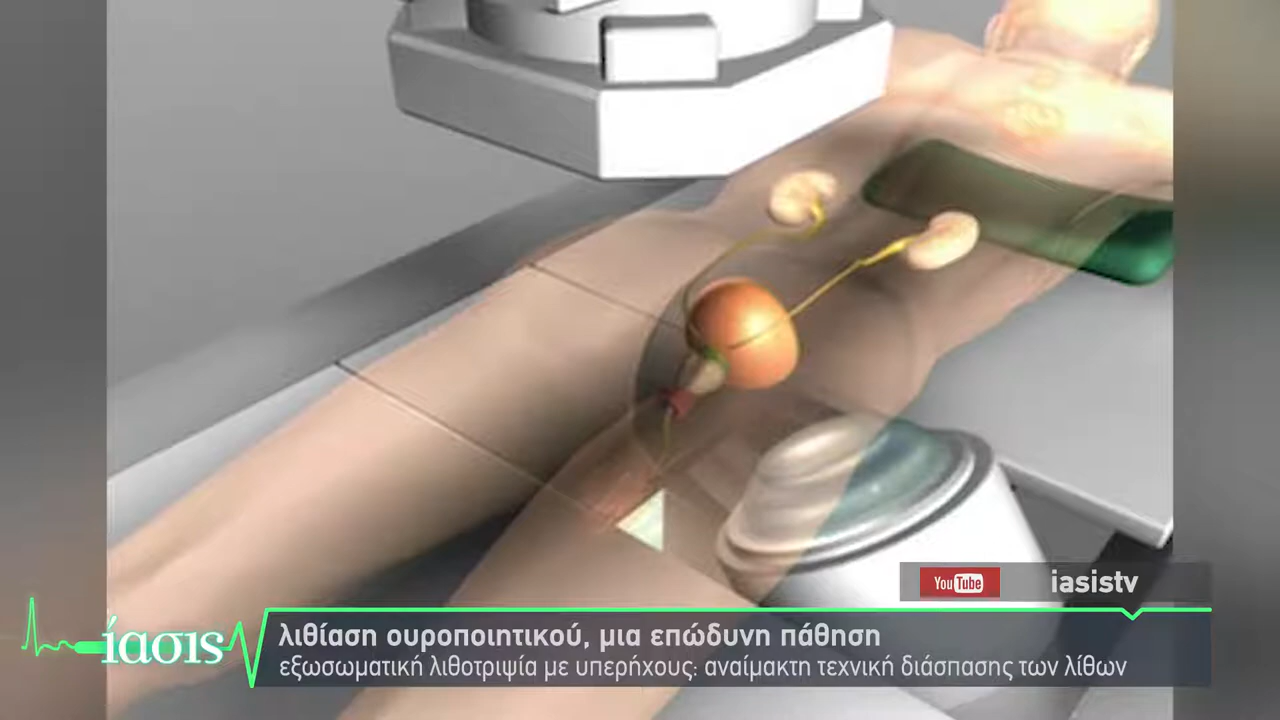 YouTube
iasistv
ίασις
λιθίαση ουροποιητικού, μια επώδυνη πάθηση
εξωσωματική λιθοτριψία με υπερήχους: αναίμακτη τεχνική διάσπασης των λίθων